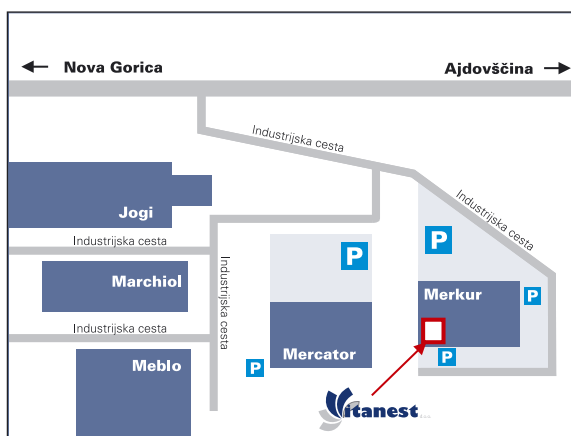 Nova Gorica
Ajdovščina
Industrijska cesta
Industrijska cesta
Jogi
Industrijska cesta
Industrijska cesta
P
P
Marchiol
Merkur
P
Industrijska cesta
Mercator
P
Meblo
P
Vitanest